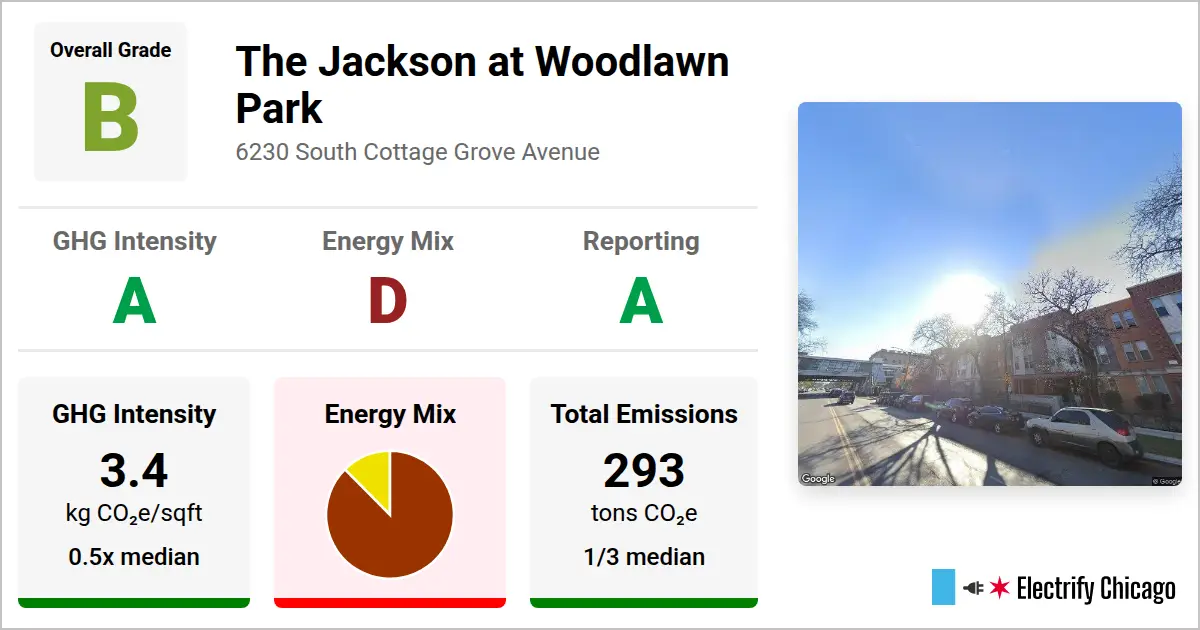 Overall Grade
B
The Jackson at Woodlawn
Park
6230 South Cottage Grove Avenue
GHG Intensity
A
Energy Mix
D
Reporting
A
GHG Intensity
3.4
kg CO₂e/sqft
0.5x median
Energy Mix
Total Emissions
293
tons CO₂e
1/3 median
Google
© Google
Electrify Chicago